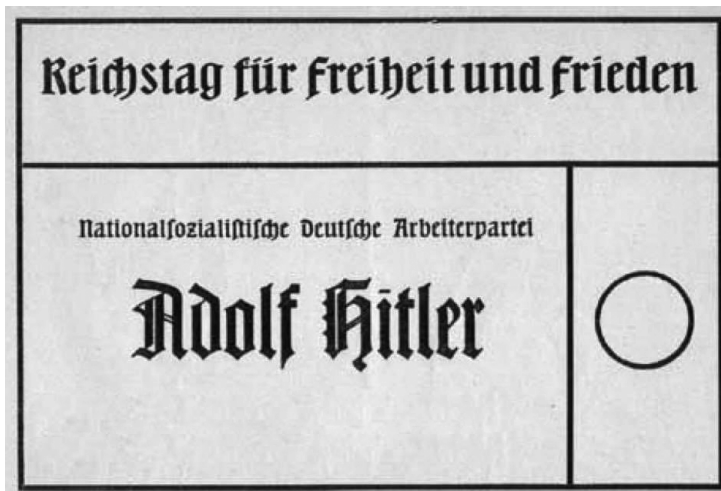 Reichstag für Freiheit und Frieden
Nationalſozialiſtiſche Deutſche Arbeiterpartei
Adolf Hitler